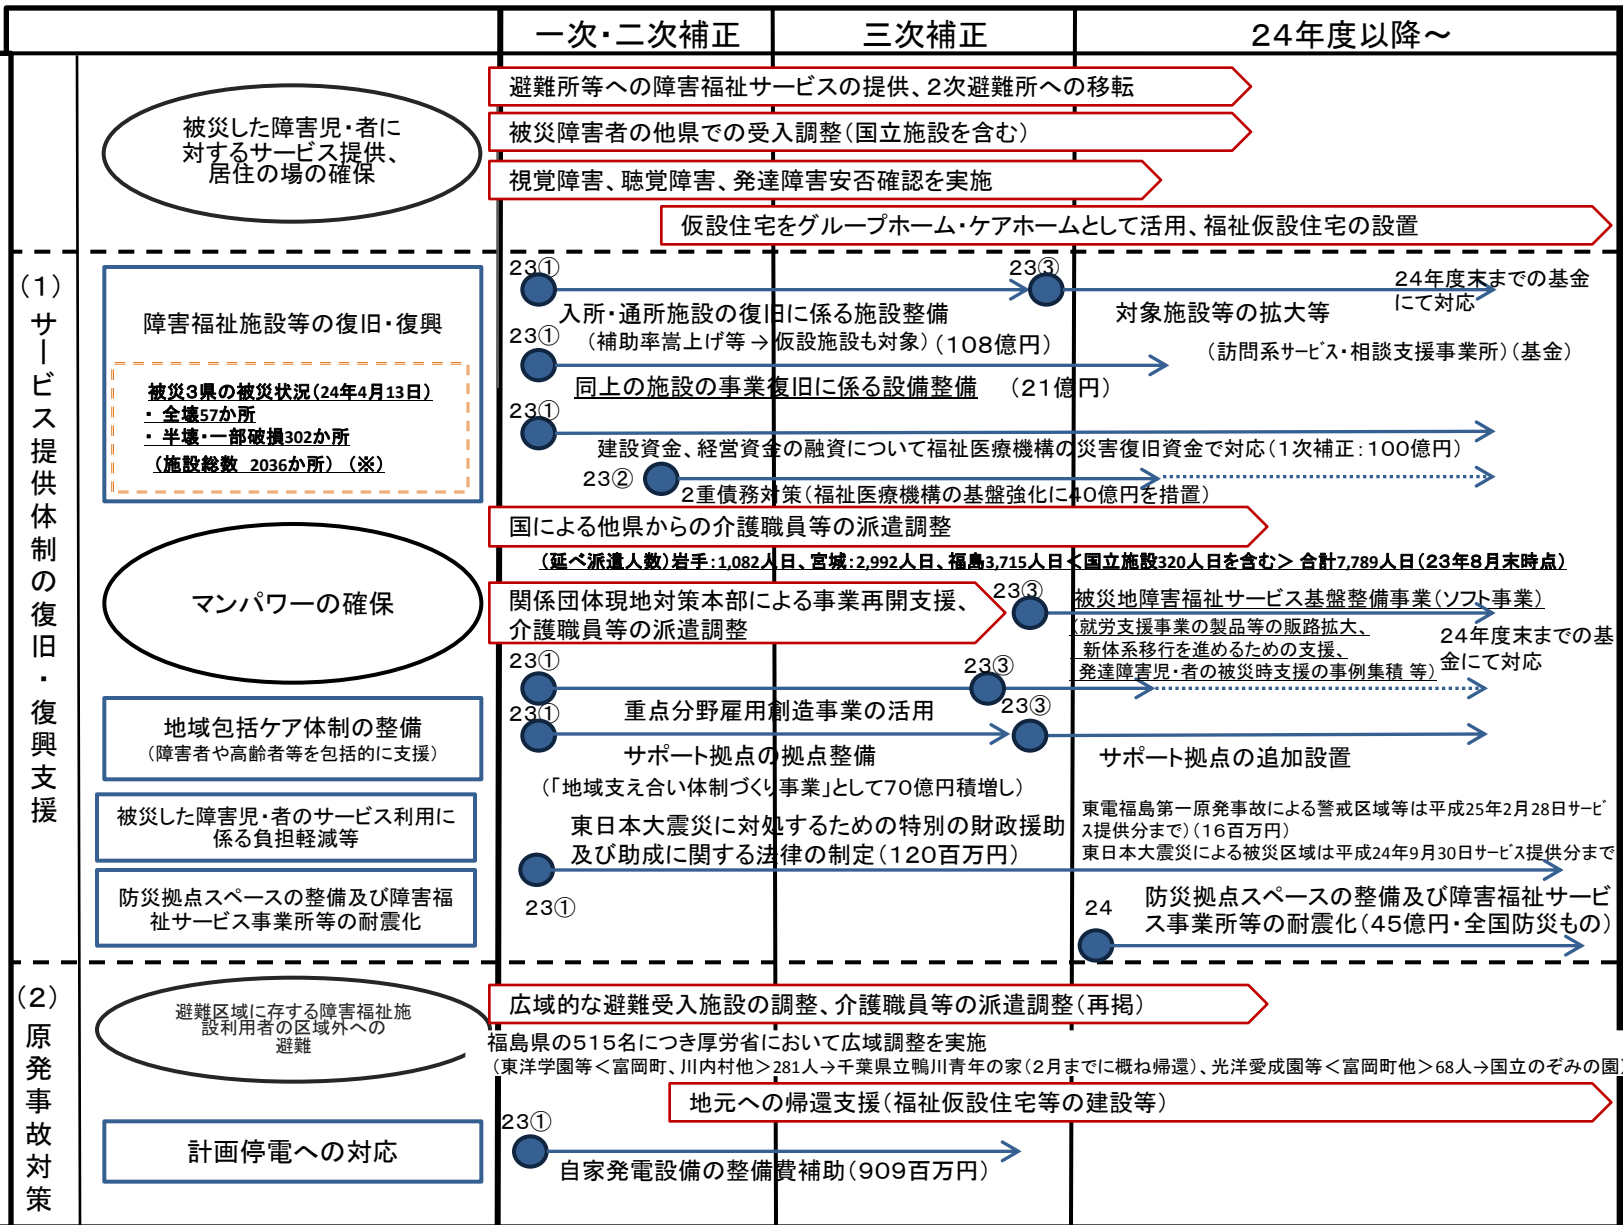 一次・二次補正
三次補正
24年度以降～
避難所等への障害福祉サービスの提供、2次避難所への移転
被災した障害児・者に
対するサービス提供、
居住の場の確保
被災障害者の他県での受入調整（国立施設を含む）
視覚障害、聴覚障害、発達障害安否確認を実施
仮設住宅をグループホーム・ケアホームとして活用、福祉仮設住宅の設置
（1）サービス提供体制の復旧・復興支援
障害福祉施設等の復旧・復興
被災3県の被災状況（24年4月13日）
・ 全壊57か所
・ 半壊・一部破損302か所
（施設総数 2036か所）（※）
23①
23③
24年度末までの基金
にて対応
入所・通所施設の復旧に係る施設整備
対象施設等の拡大等
（補助率嵩上げ等→仮設施設も対象）（108億円）
（訪問系サービス・相談支援事業所）（基金）
23①
同上の施設の事業復旧に係る設備整備 （21億円）
23①
建設資金、経営資金の融資について福祉医療機構の災害復旧資金で対応（1次補正：100億円）
23②
2重債務対策（福祉医療機構の基盤強化に40億円を措置）
マンパワーの確保
国による他県からの介護職員等の派遣調整
（延べ派遣人数）岩手：1,082人日、宮城：2,992人日、福島3,715人日＜国立施設320人日を含む＞ 合計7,789人日（23年8月末時点）
関係団体現地対策本部による事業再開支援、
介護職員等の派遣調整
23③
被災地障害福祉サービス基盤整備事業（ソフト事業）
（就労支援事業の製品等の販路拡大、
新体系移行を進めるための支援、
発達障害児・者の被災時支援の事例集積 等）
24年度末までの基
金にて対応
23①
23③
重点分野雇用創造事業の活用
地域包括ケア体制の整備
（障害者や高齢者等を包括的に支援）
23①
23③
サポート拠点の拠点整備
サポート拠点の追加設置
（「地域支え合い体制づくり事業」として70億円積増し）
被災した障害児・者のサービス利用に
係る負担軽減等
東日本大震災に対処するための特別の財政援助
及び助成に関する法律の制定（120百万円）
東電福島第一原発事故による警戒区域等は平成25年2月28日サービ
ス提供分まで）（16百万円）
東日本大震災による被災区域は平成24年9月30日サービス提供分まで
23①
防災拠点スペースの整備及び障害福
祉サービス事業所等の耐震化
24
防災拠点スペースの整備及び障害福祉サービ
ス事業所等の耐震化（45億円・全国防災もの）
（2）原発事故対策
避難区域に存する障害福祉施
設利用者の区域外への
避難
広域的な避難受入施設の調整、介護職員等の派遣調整（再掲）
福島県の515名につき厚労省において広域調整を実施
（東洋学園等＜富岡町、川内村他＞281人→千葉県立鴨川青年の家（2月までに概ね帰還）、光洋愛成園等＜富岡町他＞68人→国立のぞみの園）
地元への帰還支援（福祉仮設住宅等の建設等）
計画停電への対応
23①
自家発電設備の整備費補助（909百万円）